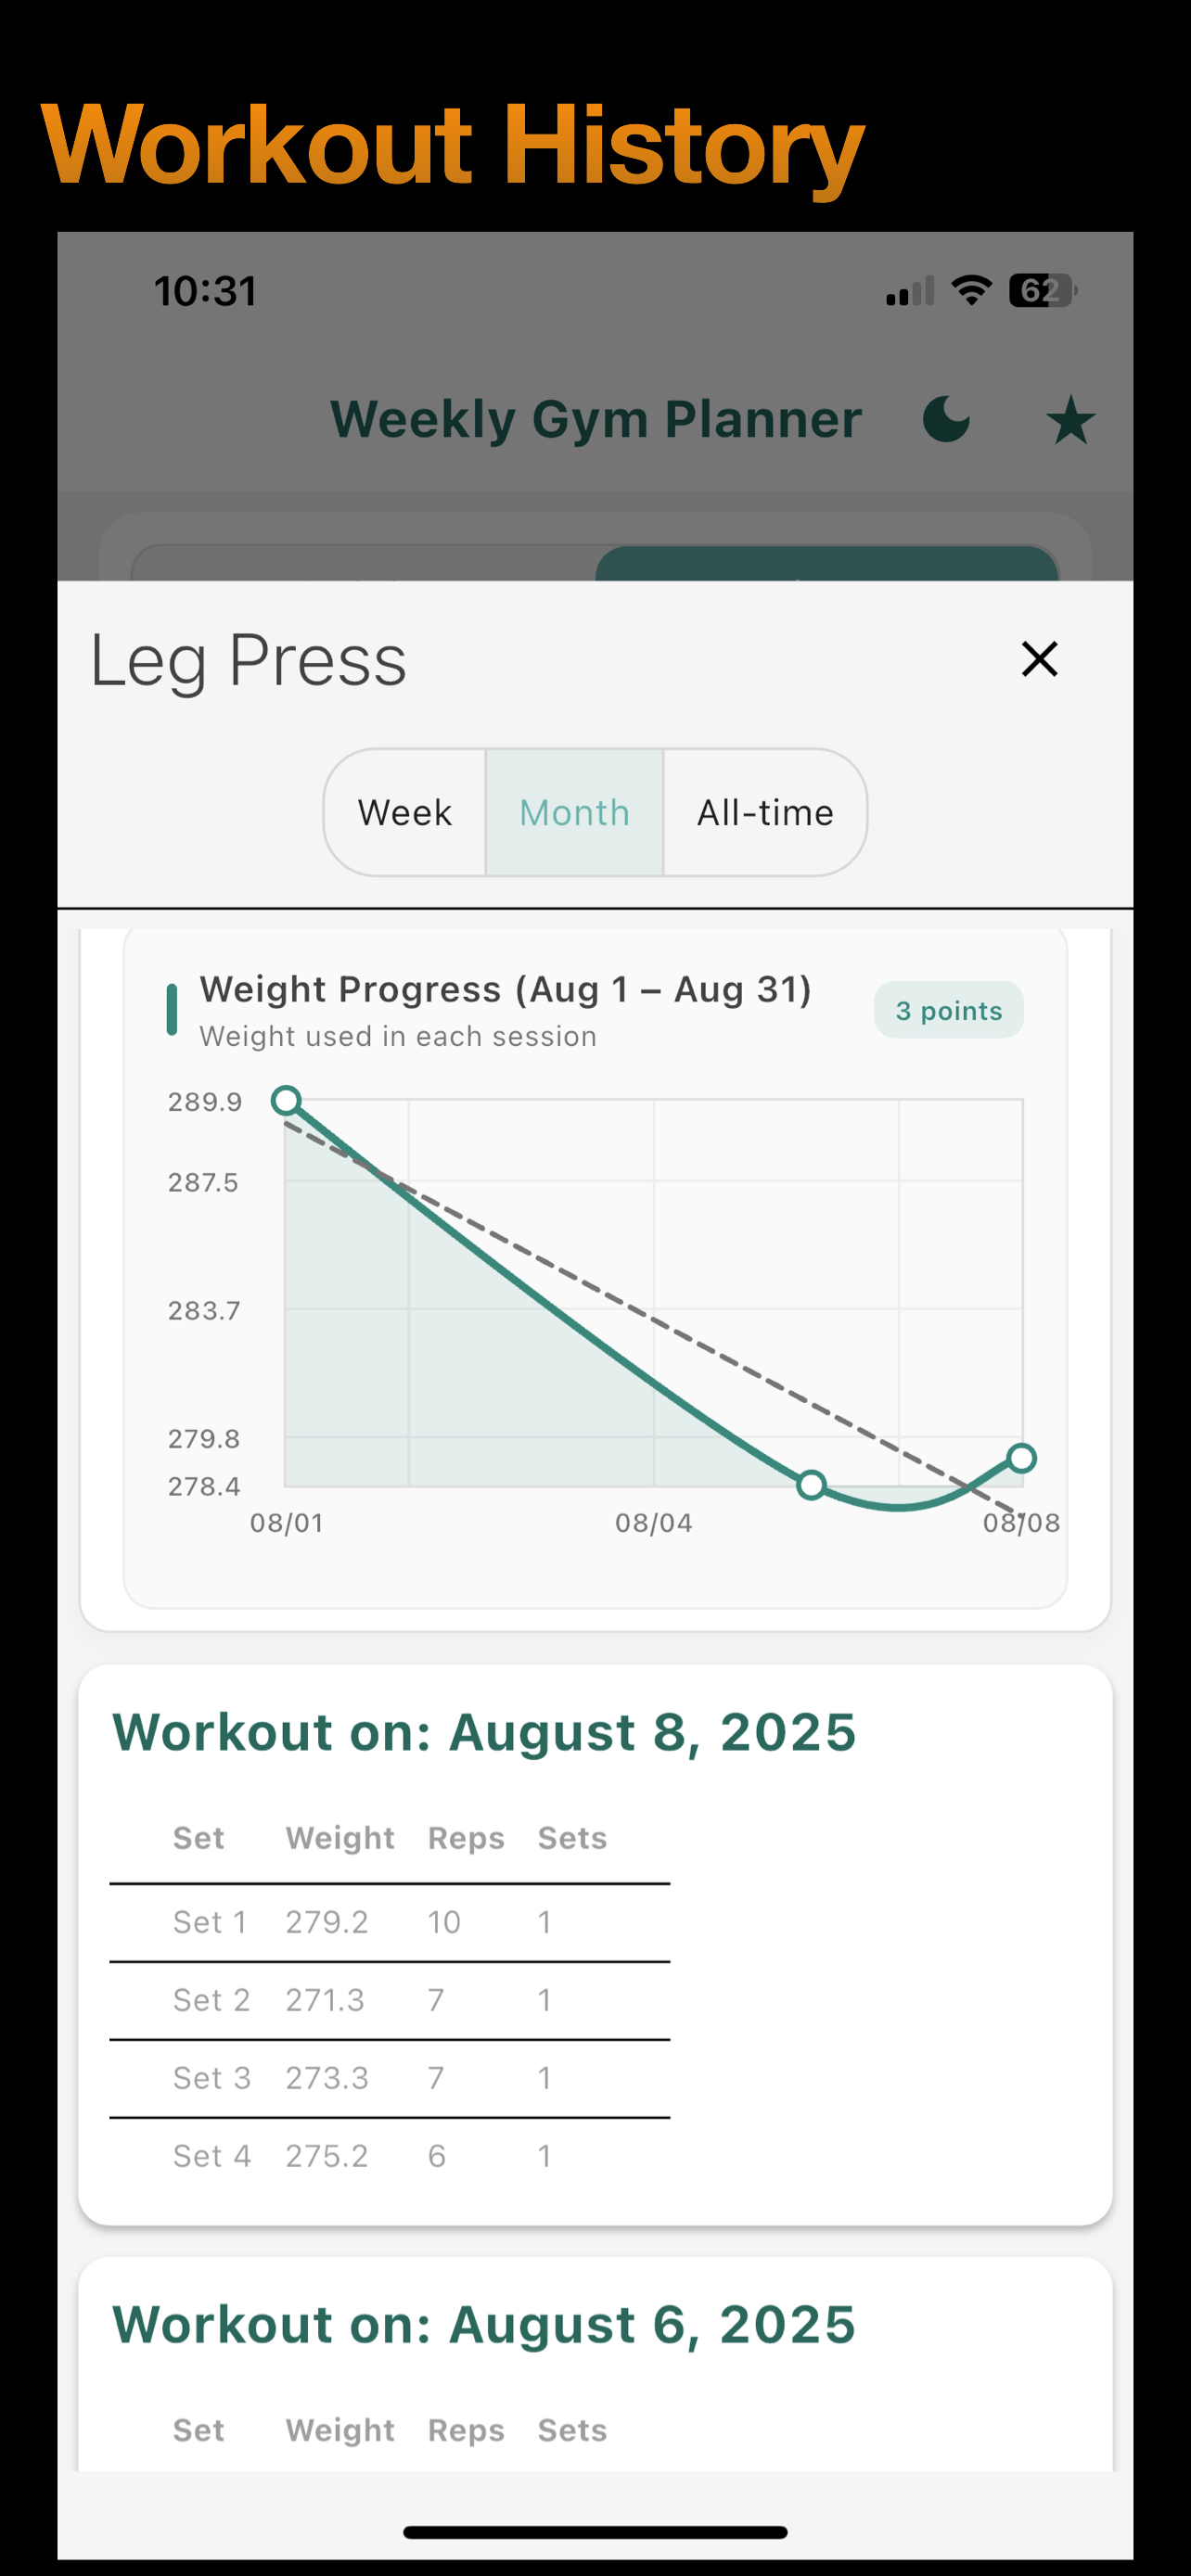 Workout History
10:31
62
Weekly Gym Planner
Leg Press
Week Month All-time
Weight Progress (Aug 1 – Aug 31)
3 points
Weight used in each session
289.9
287.5
283.7
279.8
278.4
08/01 08/04 08/08
Workout on: August 8, 2025
Set Weight Reps Sets
Set 1 279.2 10 1
Set 2 271.3 7 1
Set 3 273.3 7 1
Set 4 275.2 6 1
Workout on: August 6, 2025
Set Weight Reps Sets